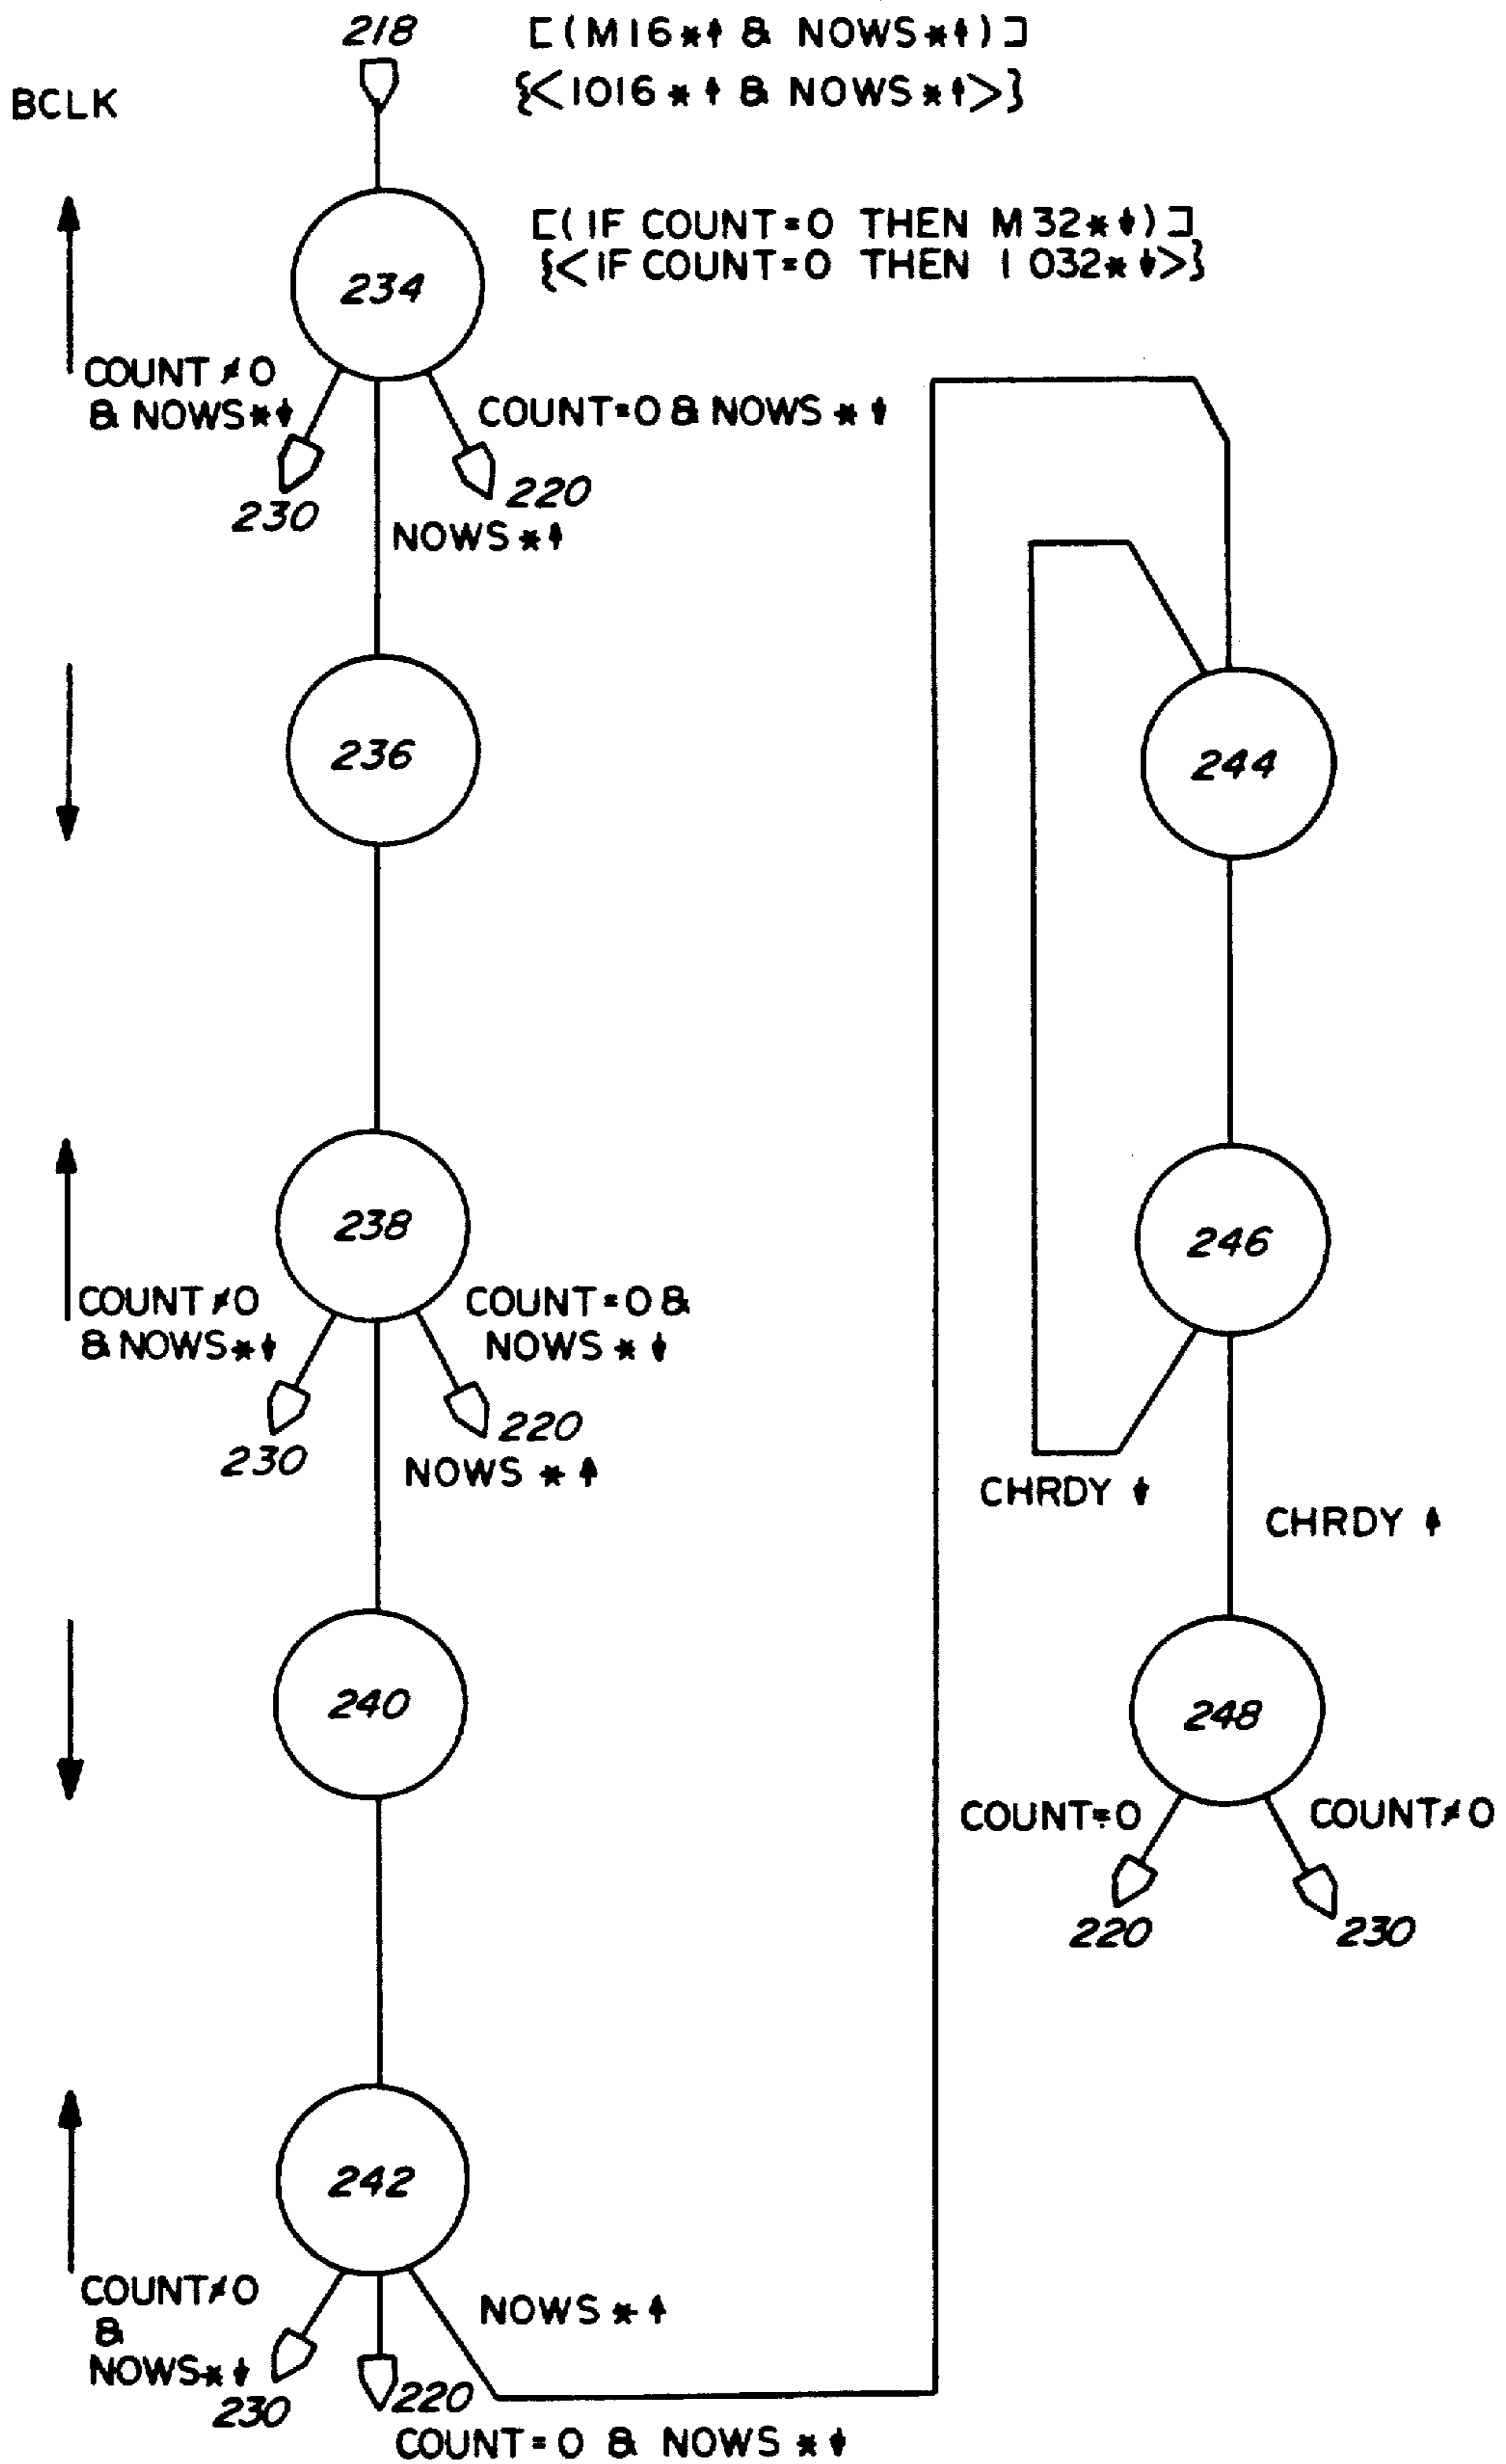 218
⊏(M16*↑ & NOWS*↑)⊐
BCLK
{<IO16*↑ & NOWS*↑>}
⊏(IF COUNT=0 THEN M32*↓)⊐
{<IF COUNT=0 THEN IO32*↓>}
234
COUNT≠0
& NOWS*↓
COUNT=0 & NOWS*↓
230
220
NOWS*↑
236
244
238
246
COUNT≠0
& NOWS*↓
COUNT=0 &
NOWS*↓
230
220
NOWS*↑
CHRDY↓
CHRDY↑
240
248
COUNT=0
COUNT≠0
220
230
242
COUNT≠0
&
NOWS*↓
NOWS*↑
230
220
COUNT=0 & NOWS*↓